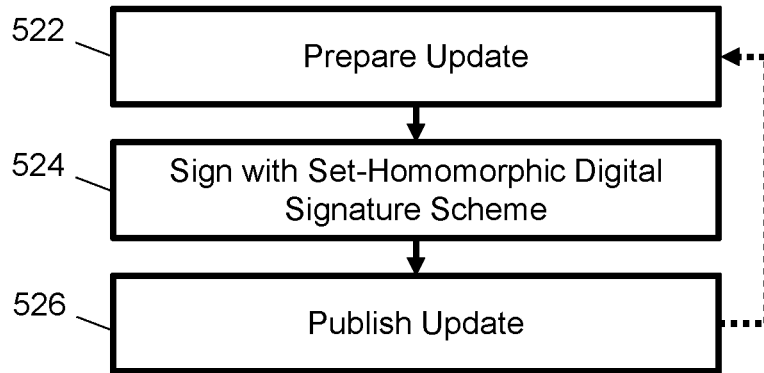 522
Prepare Update
524
Sign with Set-Homomorphic Digital
Signature Scheme
526
Publish Update